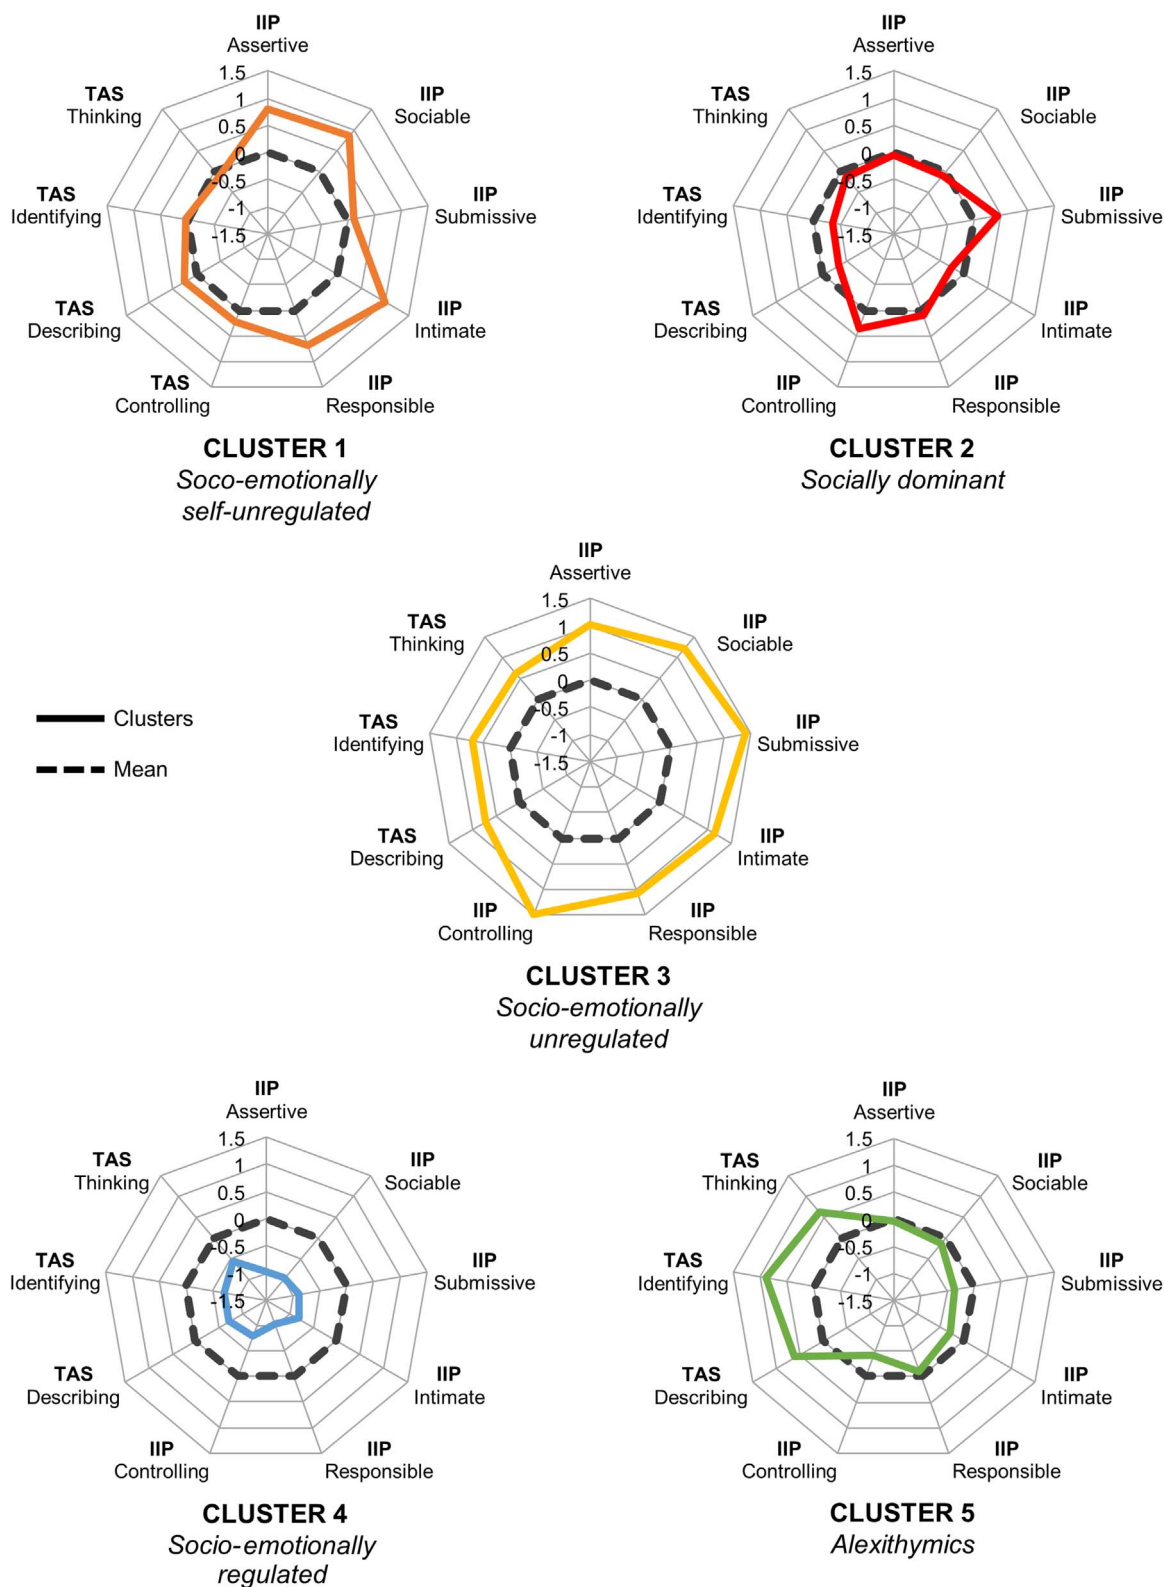 IIP
Assertive
1.5
1
0.5
0
-0.5
-1
-1.5
IIP
Sociable
IIP
Submissive
IIP
Intimate
IIP
Responsible
TAS
Controlling
TAS
Describing
TAS
Identifying
TAS
Thinking
CLUSTER 1
Soco-emotionally
self-unregulated
IIP
Assertive
1.5
1
0.5
0
-0.5
-1
-1.5
IIP
Sociable
IIP
Submissive
IIP
Intimate
IIP
Responsible
IIP
Controlling
TAS
Describing
TAS
Identifying
TAS
Thinking
CLUSTER 2
Socially dominant
Clusters
Mean
IIP
Assertive
1.5
1
0.5
0
-0.5
-1
-1.5
IIP
Sociable
IIP
Submissive
IIP
Intimate
IIP
Responsible
IIP
Controlling
TAS
Describing
TAS
Identifying
TAS
Thinking
CLUSTER 3
Socio-emotionally
unregulated
IIP
Assertive
1.5
1
0.5
0
-0.5
-1
-1.5
IIP
Sociable
IIP
Submissive
IIP
Intimate
IIP
Responsible
IIP
Controlling
TAS
Describing
TAS
Identifying
TAS
Thinking
CLUSTER 4
Socio-emotionally
regulated
IIP
Assertive
1.5
1
0.5
0
-0.5
-1
-1.5
IIP
Sociable
IIP
Submissive
IIP
Intimate
IIP
Responsible
IIP
Controlling
TAS
Describing
TAS
Identifying
TAS
Thinking
CLUSTER 5
Alexithymics